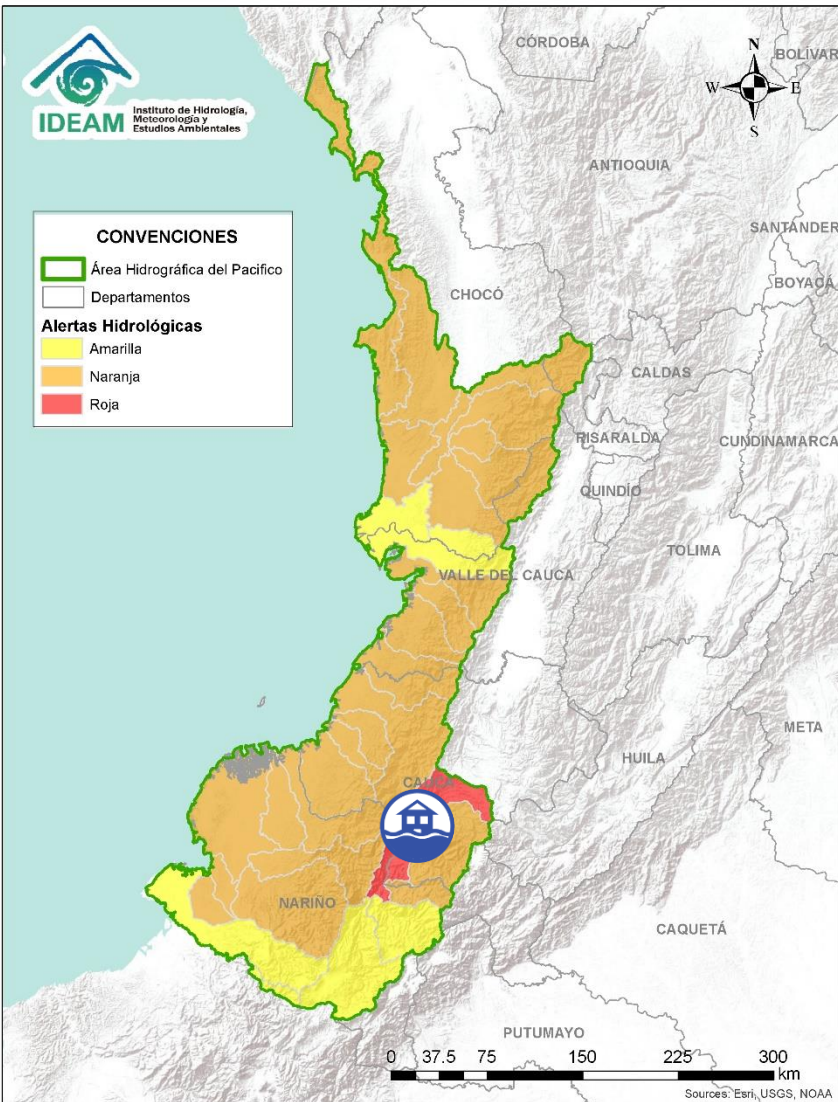 IDEAM
Instituto de Hidrología,
Meteorología y
Estudios Ambientales
CÓRDOBA
BOLÍVAR
N
W
E
S
ANTIOQUIA
SANTANDER
BOYACÁ
CONVENCIONES
Área Hidrográfica del Pacifico
Departamentos
Alertas Hidrológicas
Amarilla
Naranja
Roja
CHOCÓ
CALDAS
RISARALDA
CUNDINAMARCA
QUINDÍO
TOLIMA
VALLE DEL CAUCA
META
HUILA
NARIÑO
CAQUETÁ
PUTUMAYO
0 37.5 75 150 225 300
km
Sources: Esri, USGS, NOAA